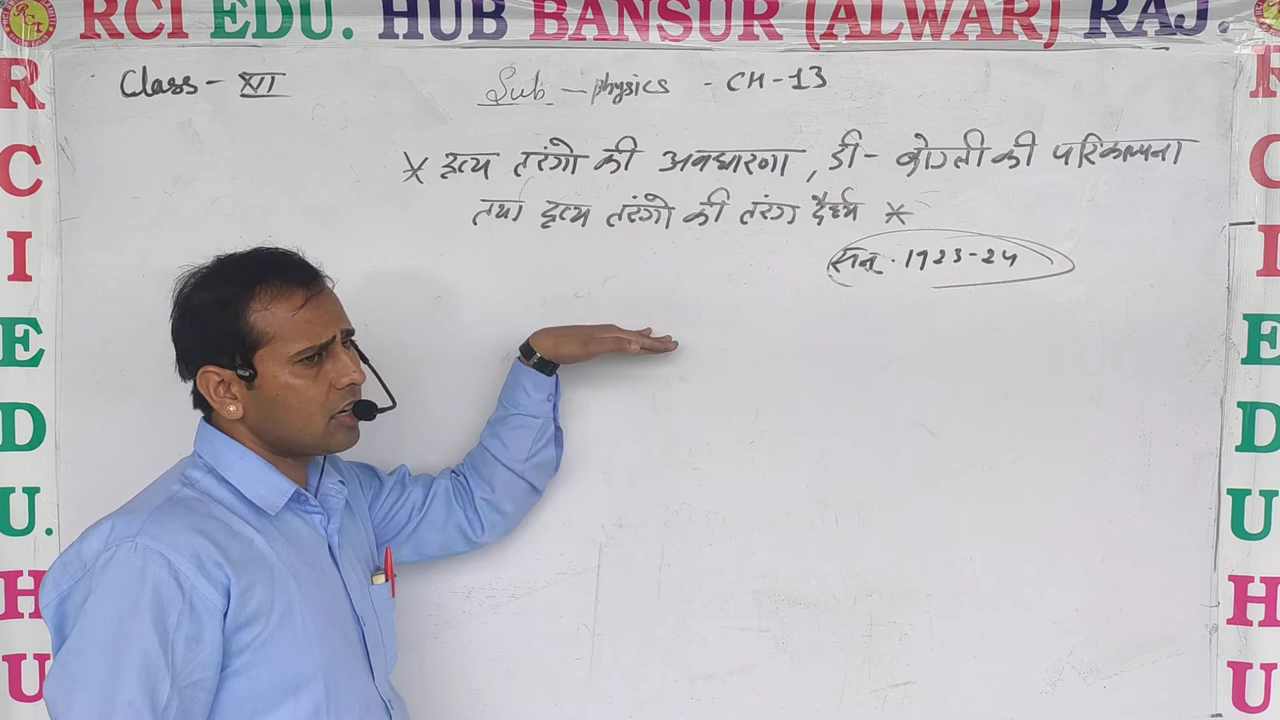 RCI EDU. HUB BANSUR (ALWAR) RAJ.
Class - XII
Sub - physics - CH-13
* द्रव्य तरंगो की अवधारणा, डी- ब्रोग्ली की परिकल्पना
तथा द्रव्य तरंगो की तरंग दैर्ध्य *
सन् . 1923-24
R
C
I
E
D
U.
H
U
R
C
I
E
D
U
H
U